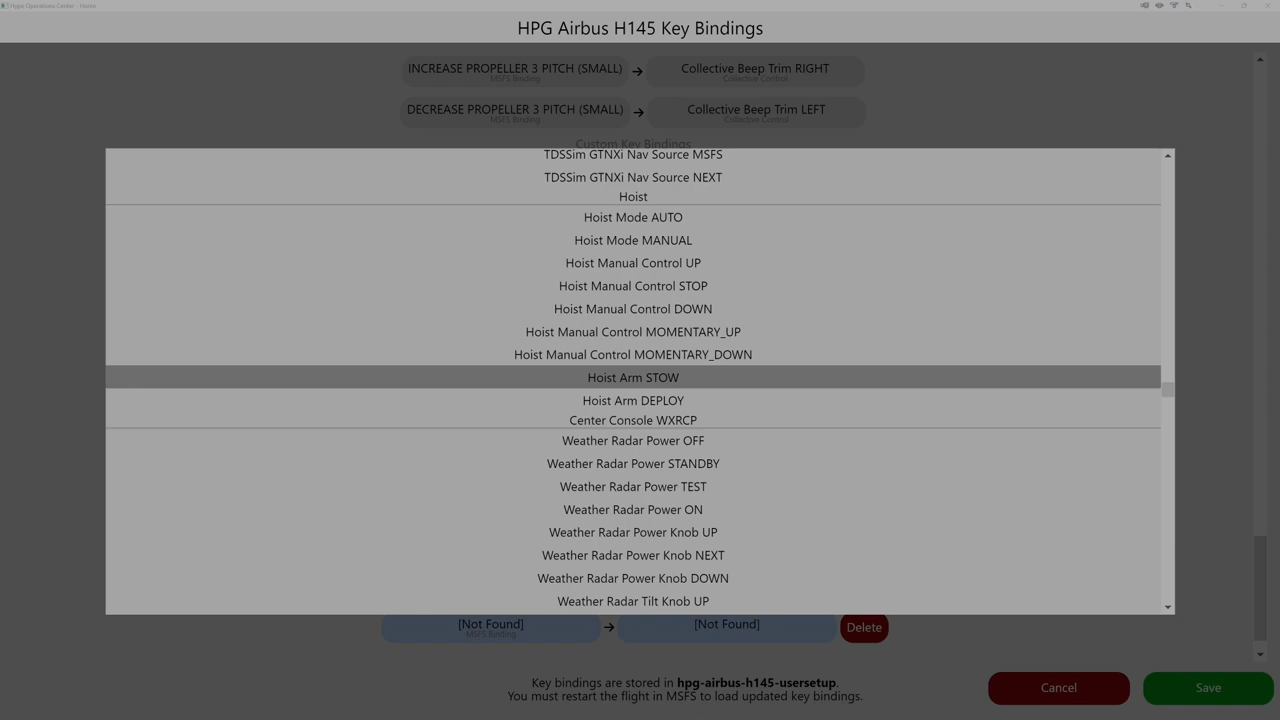 Hype Operations Center - Home
HPG Airbus H145 Key Bindings
INCREASE PROPELLER 3 PITCH (SMALL)
MSFS Binding
→
Collective Beep Trim RIGHT
Collective Control
DECREASE PROPELLER 3 PITCH (SMALL)
MSFS Binding
→
Collective Beep Trim LEFT
Collective Control
Custom Key Bindings
TDSSim GTNXi Nav Source MSFS
TDSSim GTNXi Nav Source NEXT
Hoist
Hoist Mode AUTO
Hoist Mode MANUAL
Hoist Manual Control UP
Hoist Manual Control STOP
Hoist Manual Control DOWN
Hoist Manual Control MOMENTARY_UP
Hoist Manual Control MOMENTARY_DOWN
Hoist Arm STOW
Hoist Arm DEPLOY
Center Console WXRCP
Weather Radar Power OFF
Weather Radar Power STANDBY
Weather Radar Power TEST
Weather Radar Power ON
Weather Radar Power Knob UP
Weather Radar Power Knob NEXT
Weather Radar Power Knob DOWN
Weather Radar Tilt Knob UP
[Not Found]
MSFS Binding
→
[Not Found]
Delete
Key bindings are stored in hpg-airbus-h145-usersetup.
You must restart the flight in MSFS to load updated key bindings.
Cancel
Save